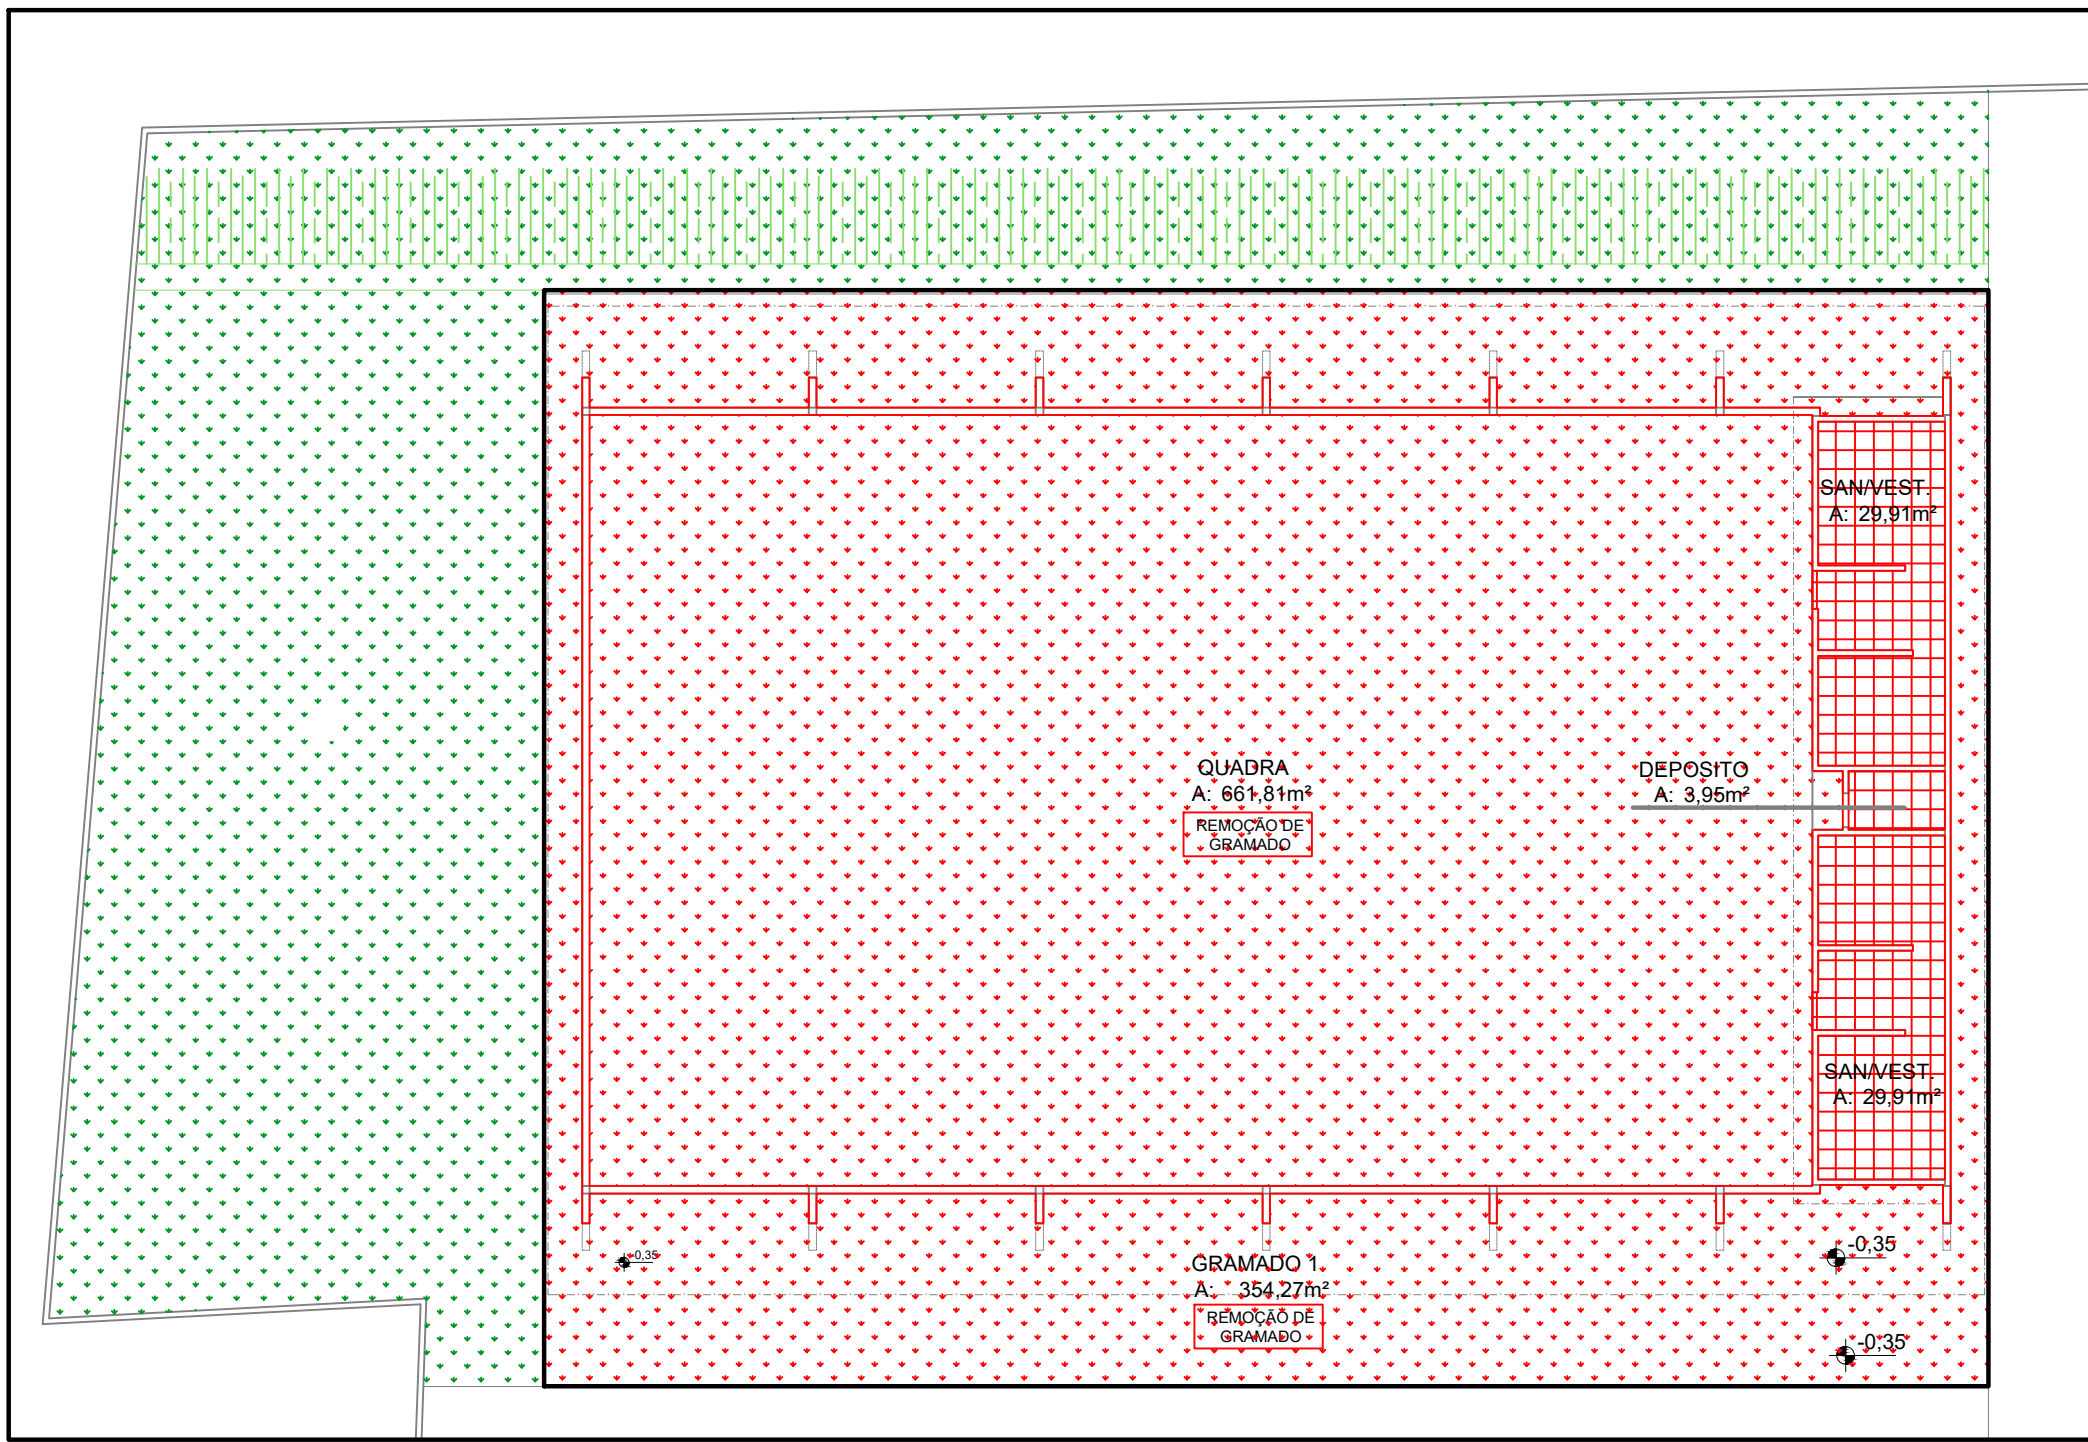 SAN/VEST.
A: 29,91m²
QUADRA
A: 661,81m²
REMOÇÃO DE
GRAMADO
DEPOSITO
A: 3,95m²
SAN/VEST.
A: 29,91m²
-0,35
GRAMADO 1
A: 354,27m²
REMOÇÃO DE
GRAMADO
-0,35
-0,35